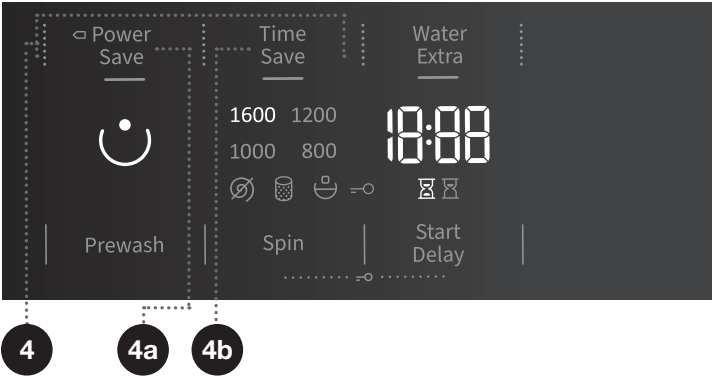 Power
Save
Time
Save
Water
Extra
1600 1200
1000 800
18:88
Prewash
Spin
Start
Delay
4
4a
4b